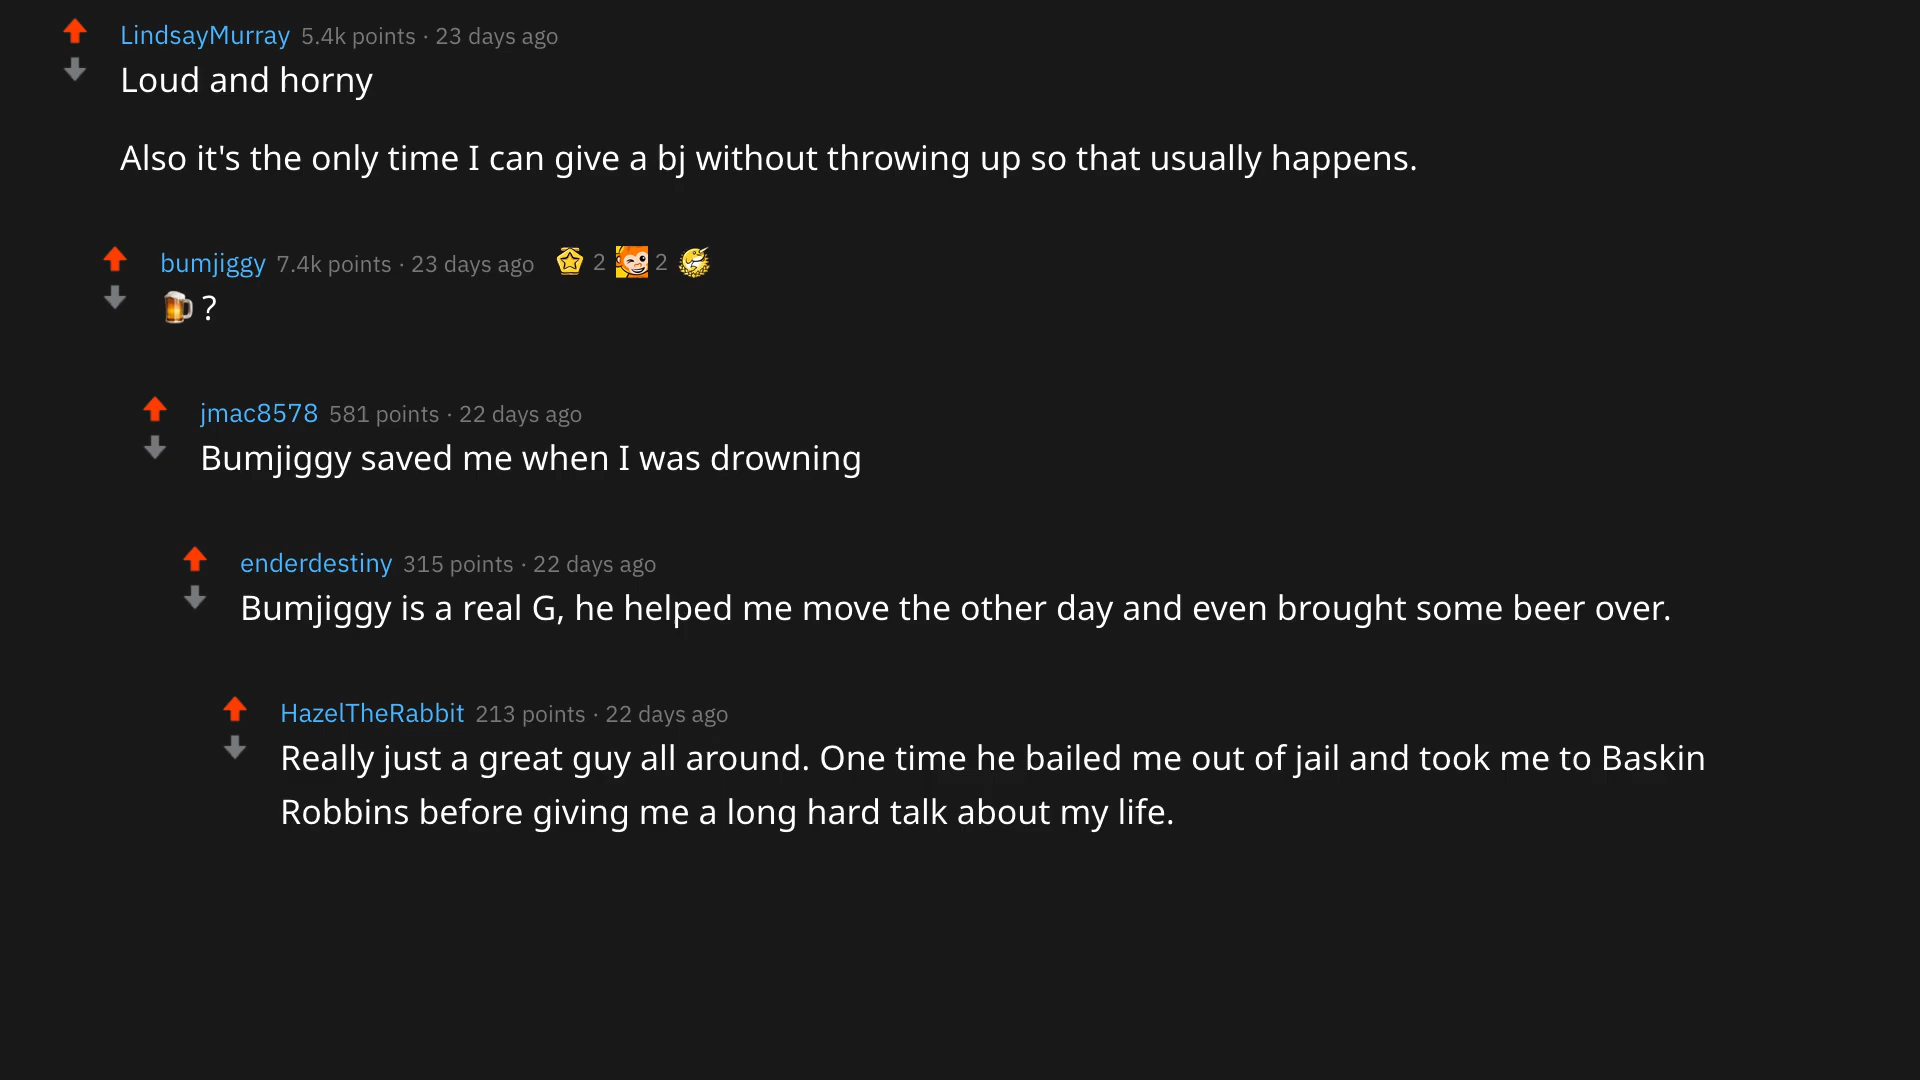 LindsayMurray 5.4k points · 23 days ago
Loud and horny
Also it's the only time I can give a bj without throwing up so that usually happens.
bumjiggy 7.4k points · 23 days ago 2 2
🍺 ?
jmac8578 581 points · 22 days ago
Bumjiggy saved me when I was drowning
enderdestiny 315 points · 22 days ago
Bumjiggy is a real G, he helped me move the other day and even brought some beer over.
HazelTheRabbit 213 points · 22 days ago
Really just a great guy all around. One time he bailed me out of jail and took me to Baskin
Robbins before giving me a long hard talk about my life.